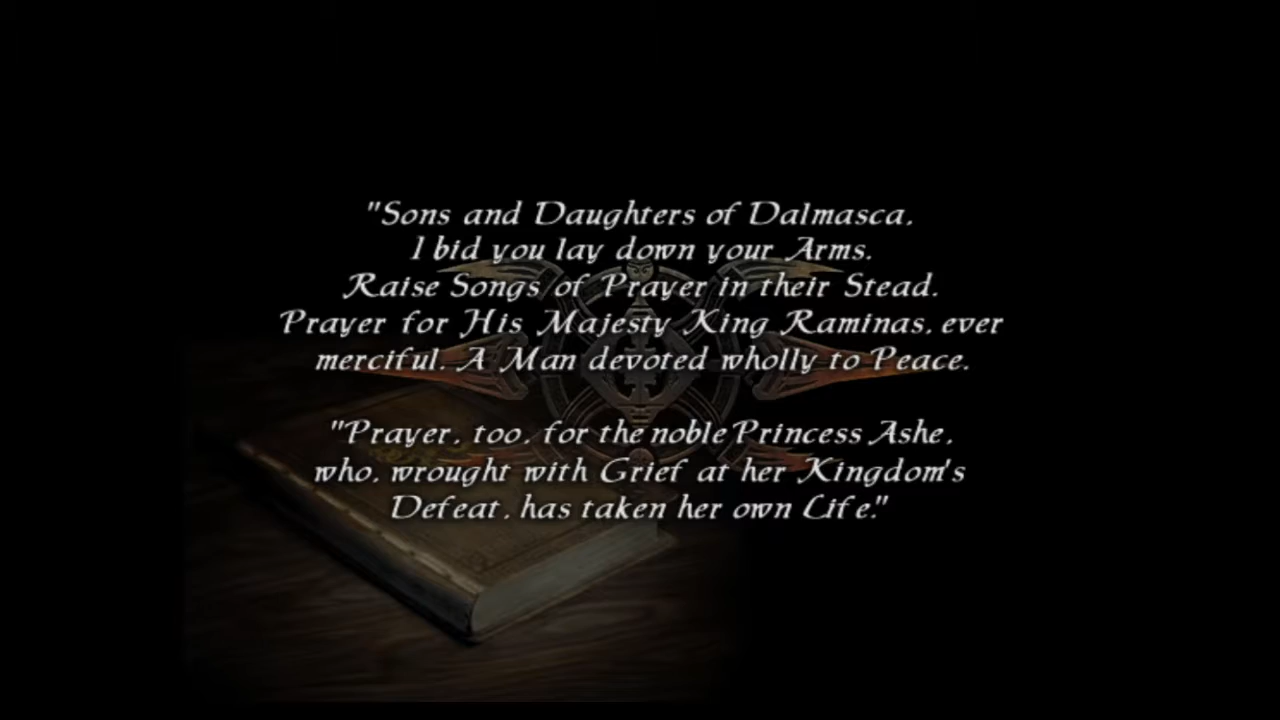 "Sons and Daughters of Dalmasca,
I bid you lay down your Arms.
Raise Songs of Prayer in their Stead.
Prayer for His Majesty King Raminas, ever
merciful. A Man devoted wholly to Peace.
"Prayer, too, for the noble Princess Ashe,
who, wrought with Grief at her Kingdom's
Defeat, has taken her own Life."